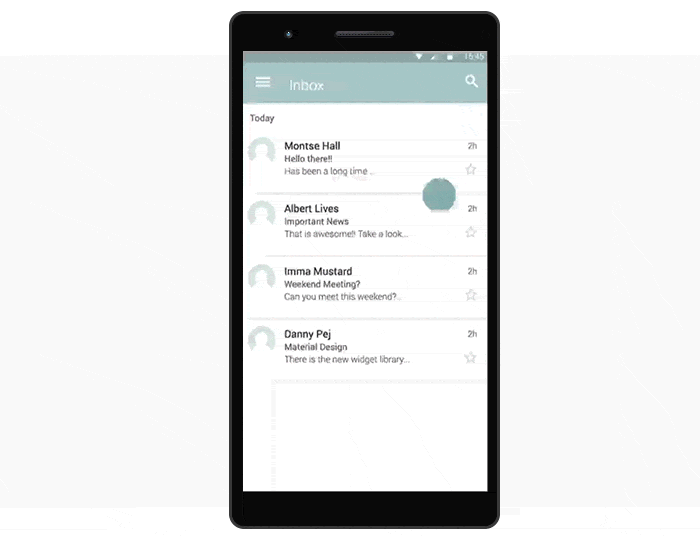 16:45
Inbox
Today
Montse Hall
2h
Hello there!!
Has been a long time ..
Albert Lives
2h
Important News
That is awesome!! Take a look...
Imma Mustard
2h
Weekend Meeting?
Can you meet this weekend?..
Danny Pej
2h
Material Design
There is the new widget library...